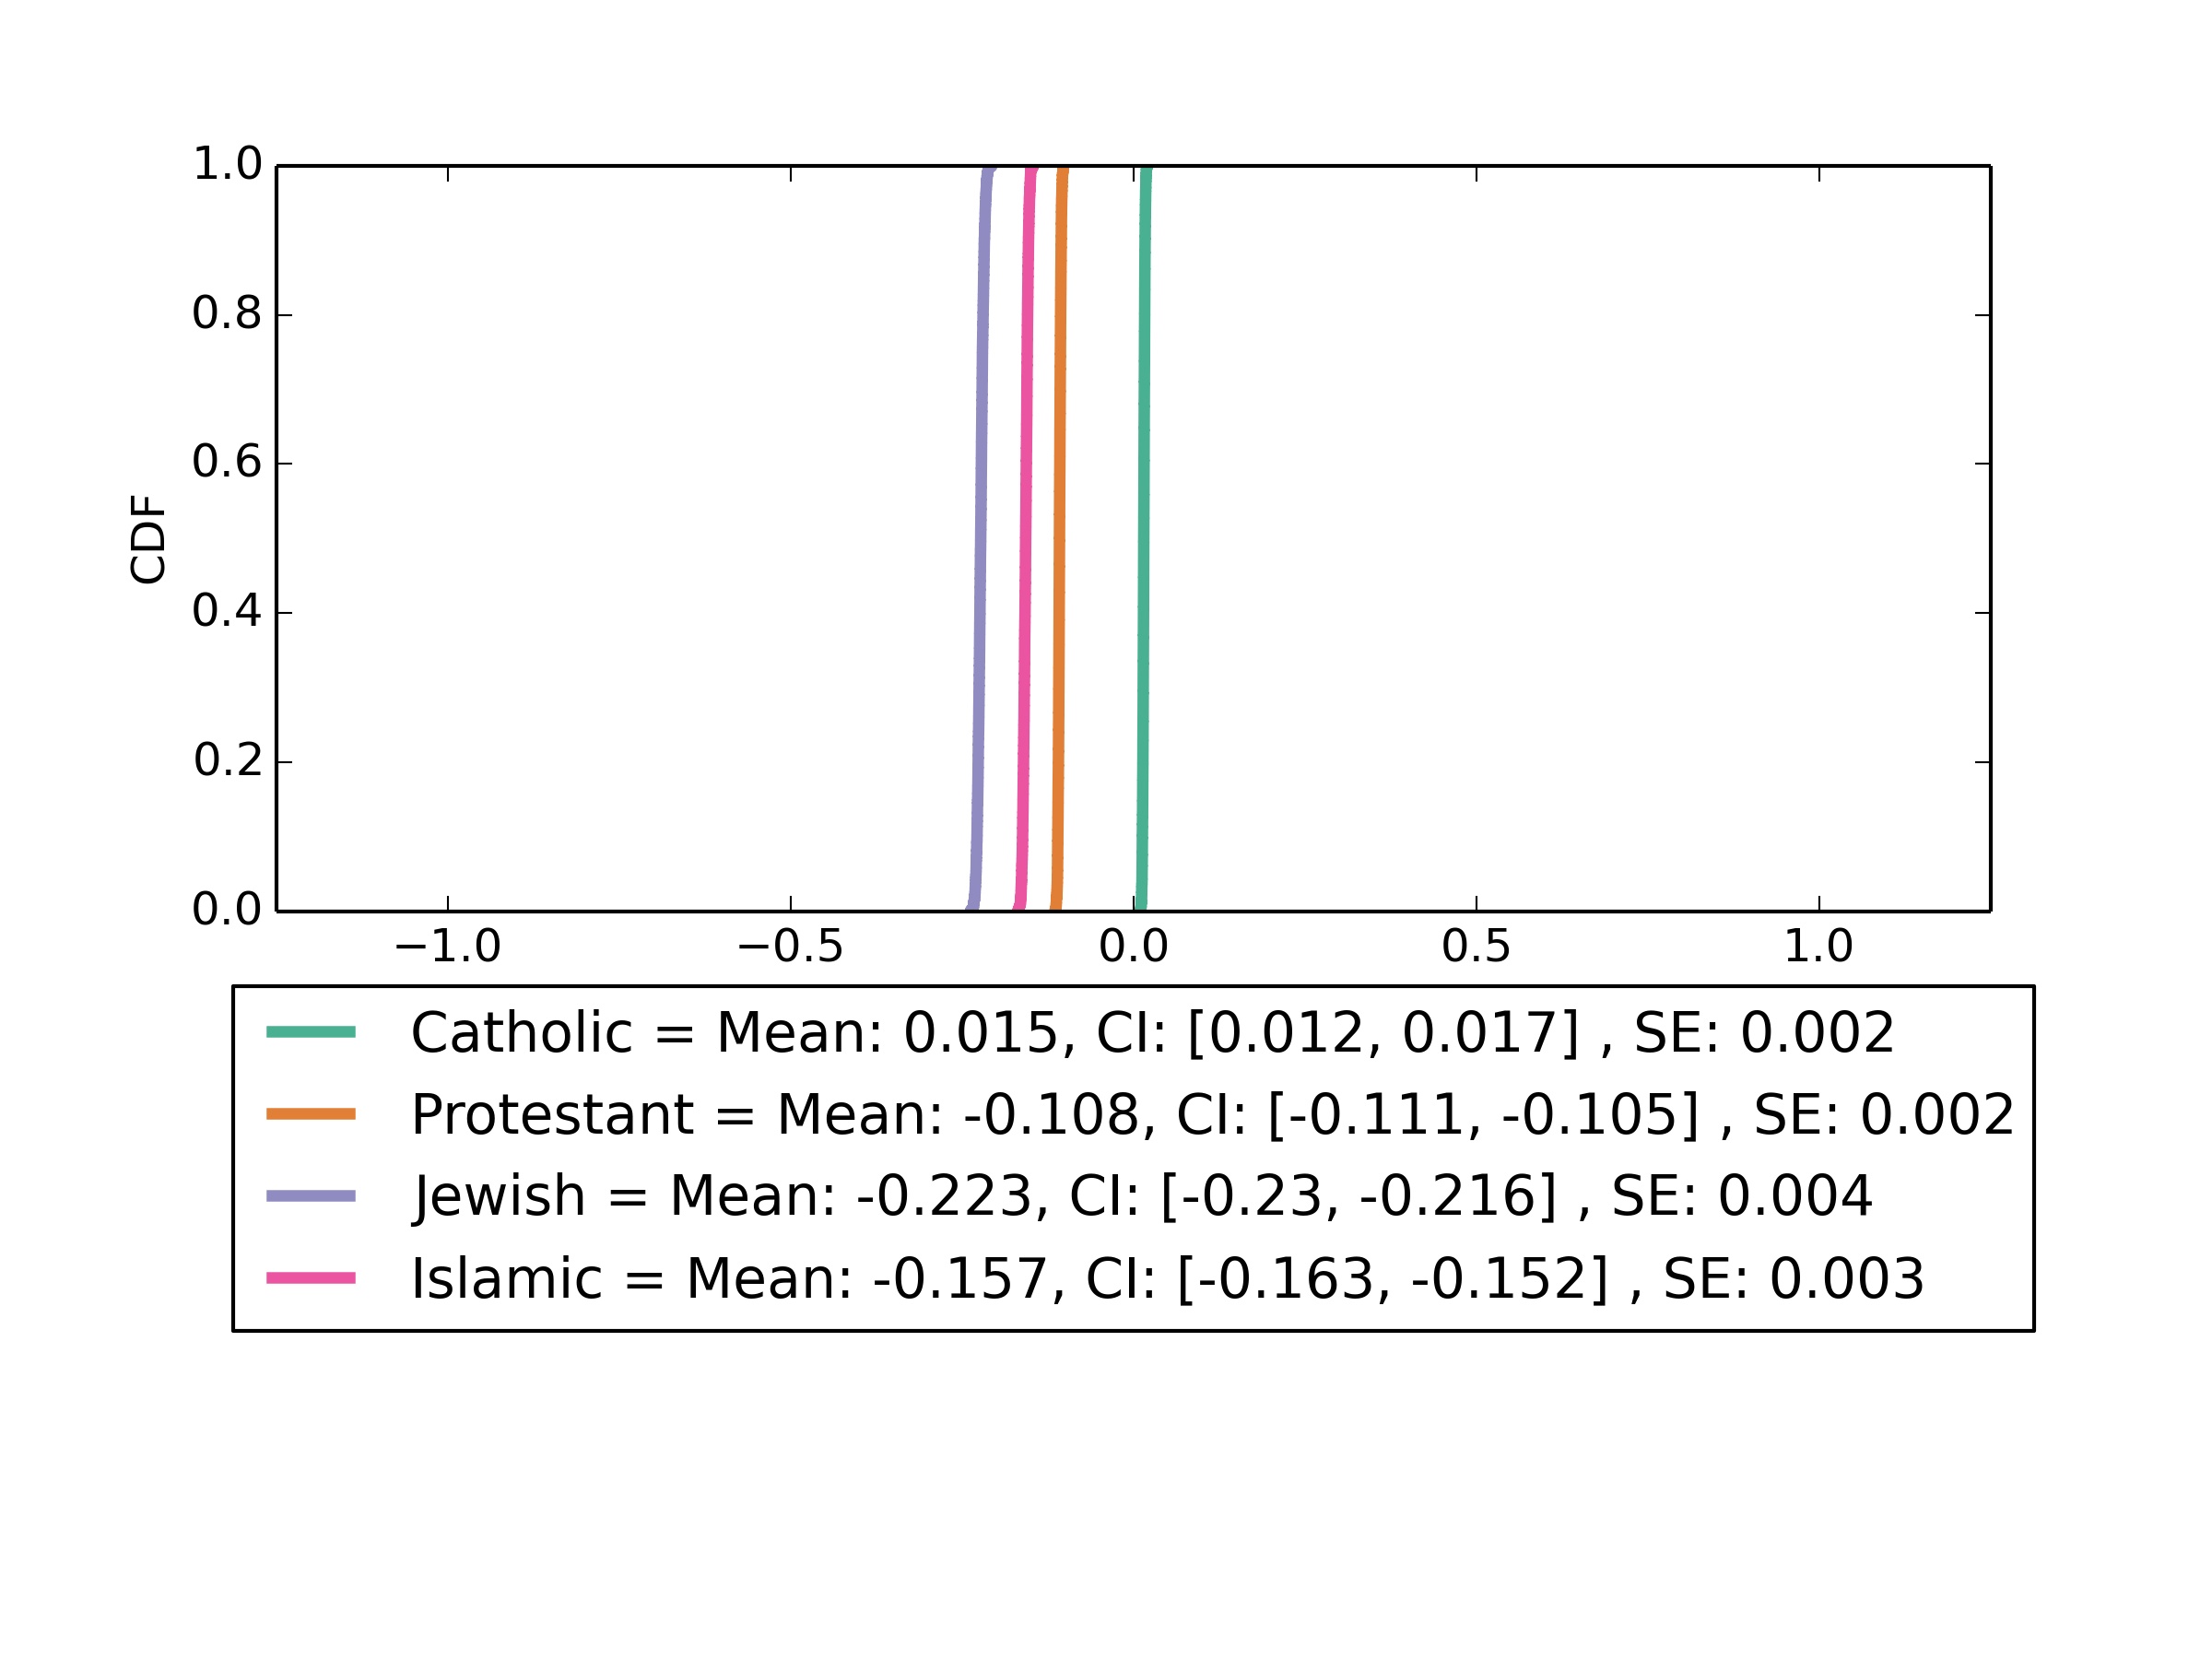 1.0
0.8
0.6
0.4
0.2
0.0
CDF
−1.0 −0.5 0.0 0.5 1.0
Catholic = Mean: 0.015, CI: [0.012, 0.017] , SE: 0.002
Protestant = Mean: -0.108, CI: [-0.111, -0.105] , SE: 0.002
Jewish = Mean: -0.223, CI: [-0.23, -0.216] , SE: 0.004
Islamic = Mean: -0.157, CI: [-0.163, -0.152] , SE: 0.003